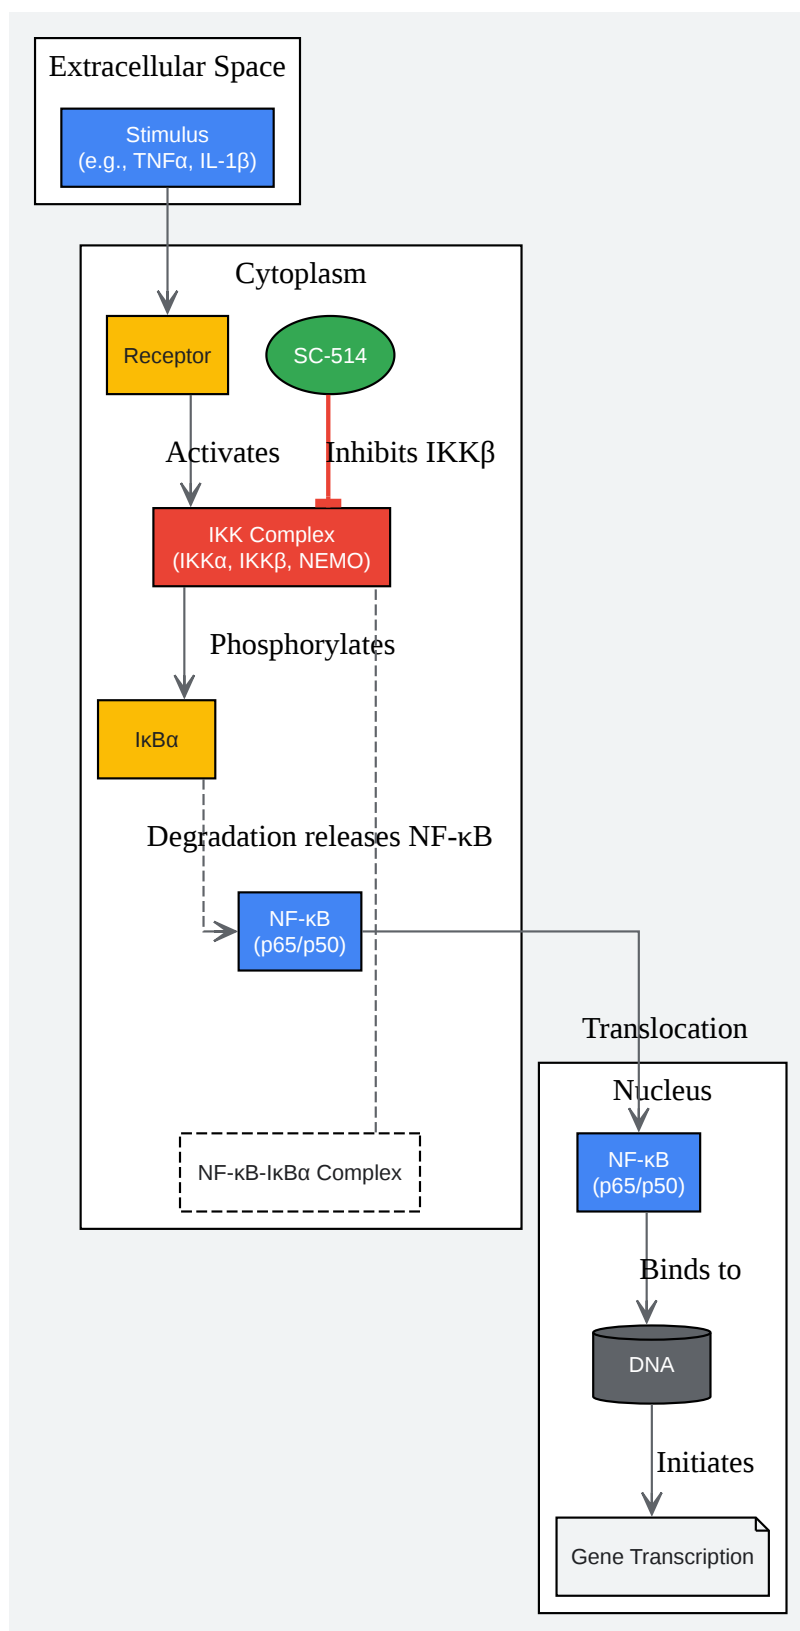 Extracellular Space
Stimulus
(e.g., TNFα, IL-1β)
Cytoplasm
Receptor
SC-514
Activates
Inhibits IKKβ
IKK Complex
(IKKα, IKKβ, NEMO)
Phosphorylates
IκBα
Degradation releases NF-κB
NF-κB
(p65/p50)
Translocation
Nucleus
NF-κB-IκBα Complex
NF-κB
(p65/p50)
Binds to
DNA
Initiates
Gene Transcription